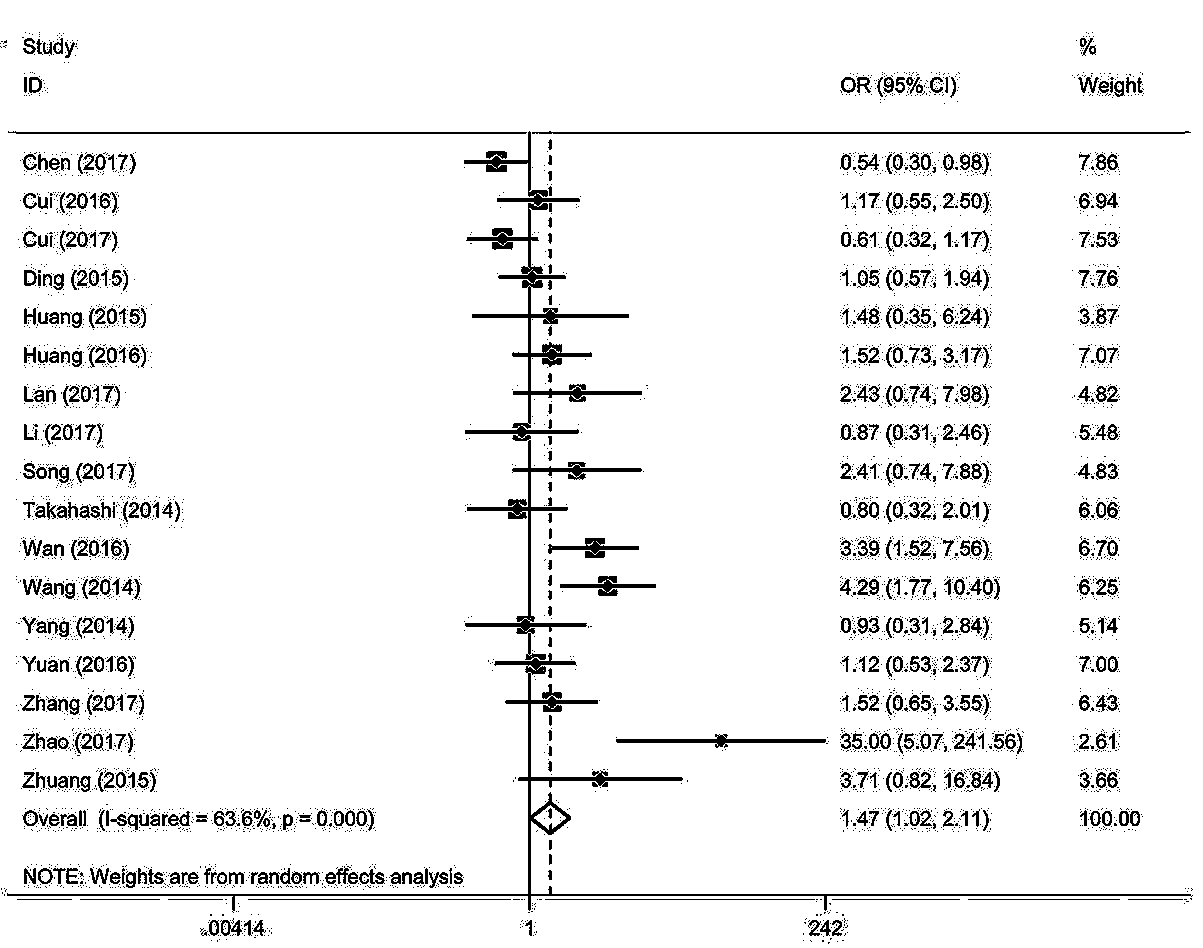 Study %
ID OR (95% CI) Weight
Chen (2017) 0.54 (0.30, 0.98) 7.86
Cui (2016) 1.17 (0.55, 2.50) 6.94
Cui (2017) 0.61 (0.32, 1.17) 7.53
Ding (2015) 1.05 (0.57, 1.94) 7.76
Huang (2015) 1.48 (0.35, 6.24) 3.87
Huang (2016) 1.52 (0.73, 3.17) 7.07
Lan (2017) 2.43 (0.74, 7.98) 4.82
Li (2017) 0.87 (0.31, 2.46) 5.48
Song (2017) 2.41 (0.74, 7.88) 4.83
Takahashi (2014) 0.80 (0.32, 2.01) 6.06
Wan (2016) 3.39 (1.52, 7.56) 6.70
Wang (2014) 4.29 (1.77, 10.40) 6.25
Yang (2014) 0.93 (0.31, 2.84) 5.14
Yuan (2016) 1.12 (0.53, 2.37) 7.00
Zhang (2017) 1.52 (0.65, 3.55) 6.43
Zhao (2017) 35.00 (5.07, 241.56) 2.61
Zhuang (2015) 3.71 (0.82, 16.84) 3.66
Overall (I-squared = 63.6%, p = 0.000) 1.47 (1.02, 2.11) 100.00
NOTE: Weights are from random effects analysis
.00414 1 242